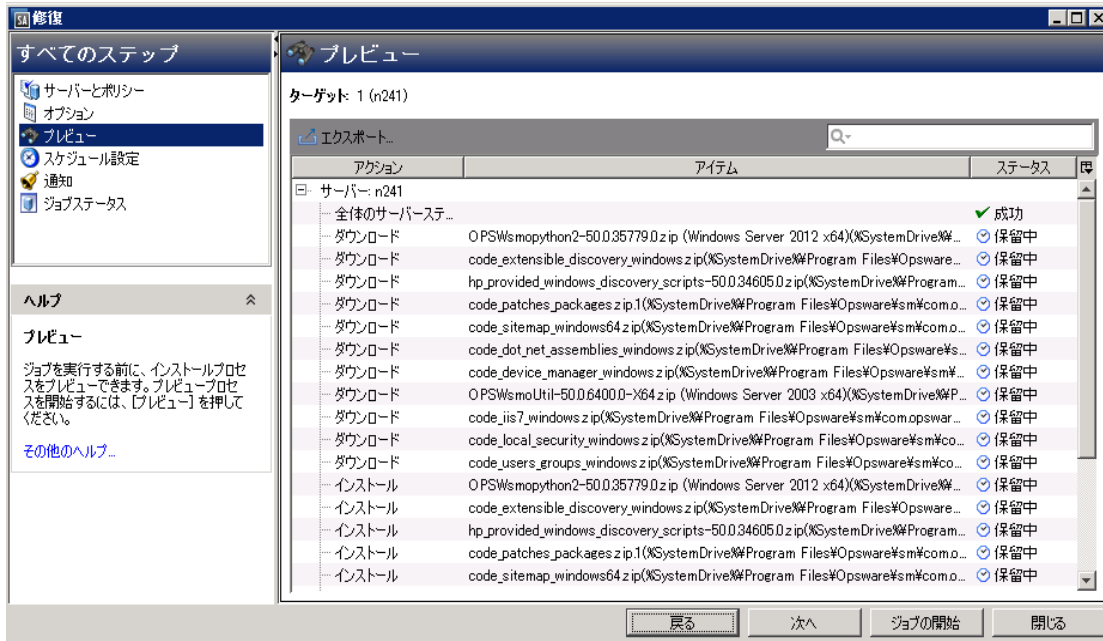 SA 修復
すべてのステップ
サーバーとポリシー
オプション
プレビュー
スケジュール設定
通知
ジョブステータス
ヘルプ
プレビュー
ジョブを実行する前に、インストールプロセ
スをプレビューできます。プレビュープロセ
スを開始するには、[プレビュー] を押して
ください。
その他のヘルプ...
プレビュー
ターゲット: 1 (n241)
エクスポート...
アクション アイテム ステータス
サーバー: n241
全体のサーバーステ... 成功
ダウンロード OPSWsmopython2-50.0.35779.0.zip (Windows Server 2012 x64)(%SystemDrive%¥... 保留中
ダウンロード code_extensible_discovery_windows.zip(%SystemDrive%¥Program Files¥Opsware... 保留中
ダウンロード hp_provided_windows_discovery_scripts-50.0.34605.0.zip(%SystemDrive%¥Program... 保留中
ダウンロード code_patches_packages.zip.1(%SystemDrive%¥Program Files¥Opsware¥sm¥com.o... 保留中
ダウンロード code_sitemap_windows64.zip(%SystemDrive%¥Program Files¥Opsware¥sm¥com.o... 保留中
ダウンロード code_dot_net_assemblies_windows.zip(%SystemDrive%¥Program Files¥Opsware¥s... 保留中
ダウンロード code_device_manager_windows.zip(%SystemDrive%¥Program Files¥Opsware¥sm¥... 保留中
ダウンロード OPSWsmoUtil-50.0.6400.0-X64.zip (Windows Server 2003 x64)(%SystemDrive%¥P... 保留中
ダウンロード code_iis7_windows.zip(%SystemDrive%¥Program Files¥Opsware¥sm¥com.opswar... 保留中
ダウンロード code_local_security_windows.zip(%SystemDrive%¥Program Files¥Opsware¥sm¥co... 保留中
ダウンロード code_users_groups_windows.zip(%SystemDrive%¥Program Files¥Opsware¥sm¥co... 保留中
インストール OPSWsmopython2-50.0.35779.0.zip (Windows Server 2012 x64)(%SystemDrive%¥... 保留中
インストール code_extensible_discovery_windows.zip(%SystemDrive%¥Program Files¥Opsware... 保留中
インストール hp_provided_windows_discovery_scripts-50.0.34605.0.zip(%SystemDrive%¥Program... 保留中
インストール code_patches_packages.zip.1(%SystemDrive%¥Program Files¥Opsware¥sm¥com.o... 保留中
インストール code_sitemap_windows64.zip(%SystemDrive%¥Program Files¥Opsware¥sm¥com.o... 保留中
戻る 次へ ジョブの開始 閉じる